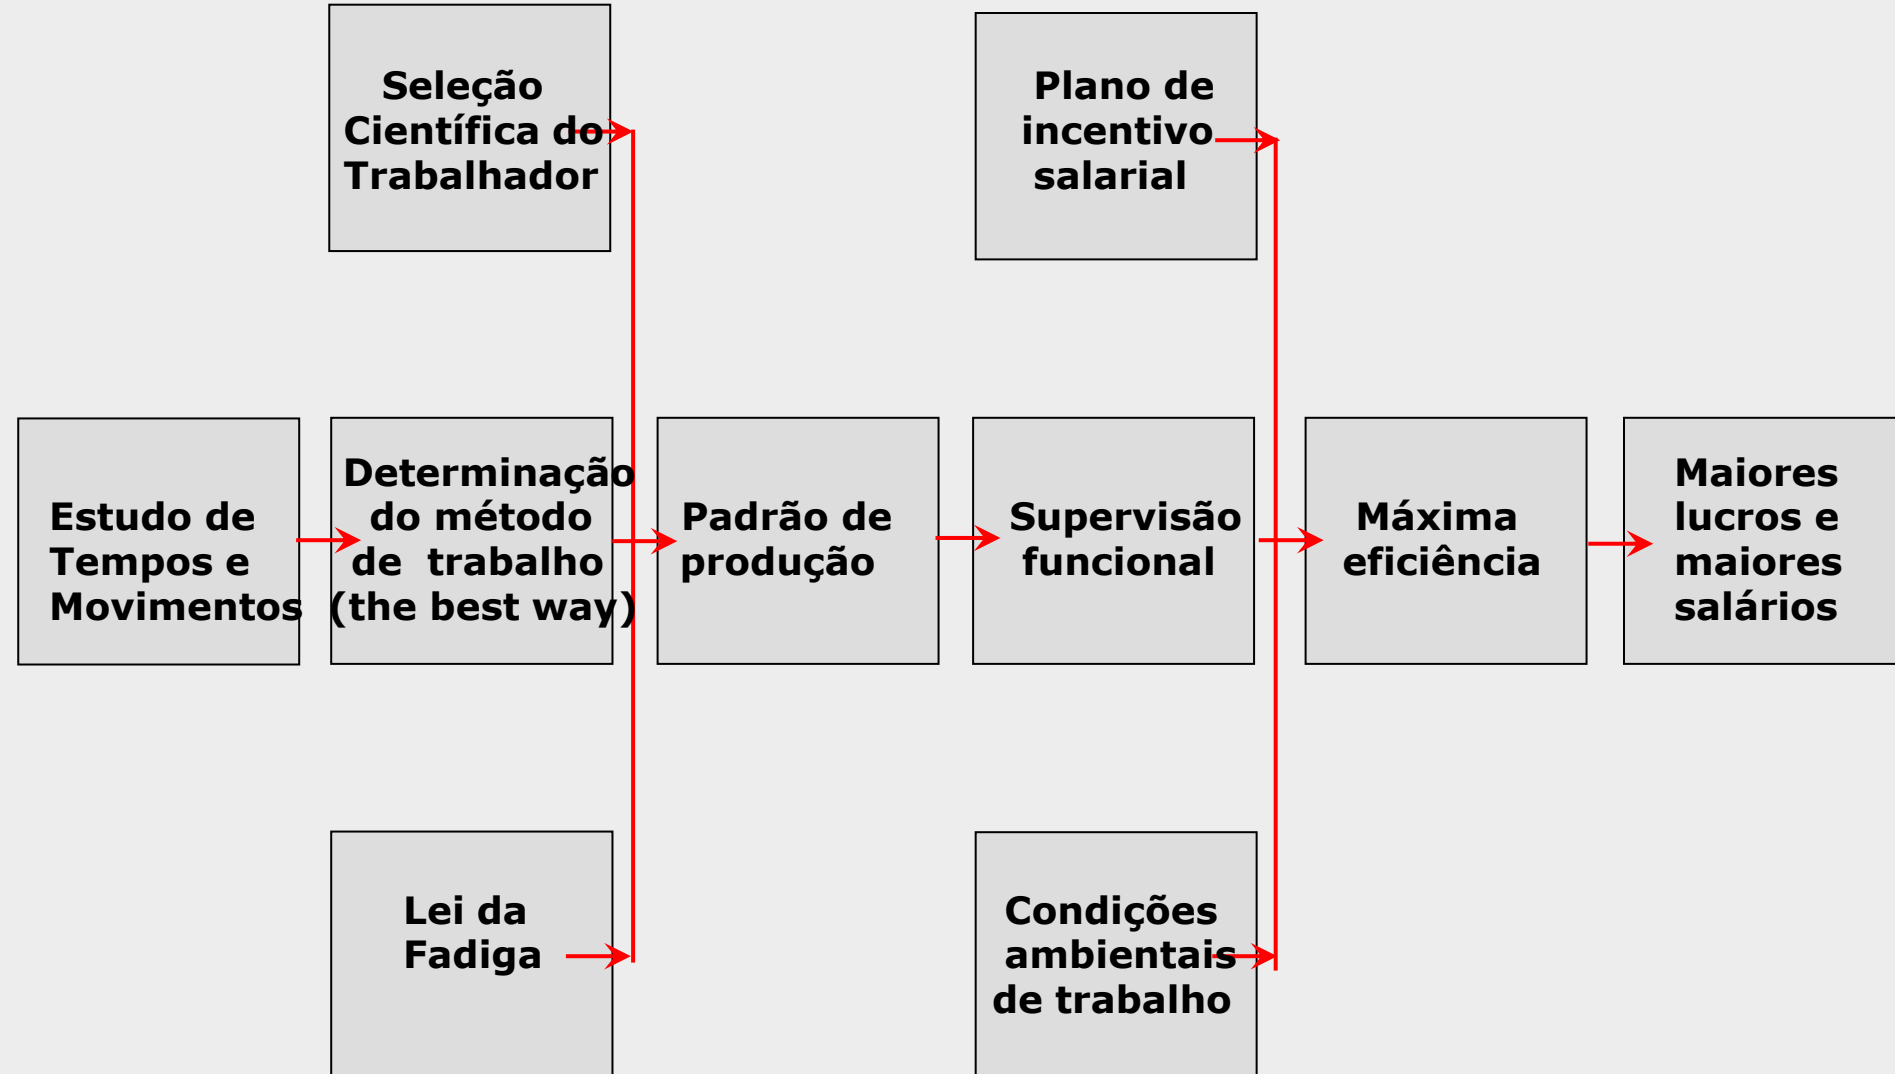 Seleção
Científica do
Trabalhador
Plano de
incentivo
salarial
Estudo de
Tempos e
Movimentos
Determinação
do método
de trabalho
(the best way)
Padrão de
produção
Supervisão
funcional
Máxima
eficiência
Maiores
lucros e
maiores
salários
Lei da
Fadiga
Condições
ambientais
de trabalho